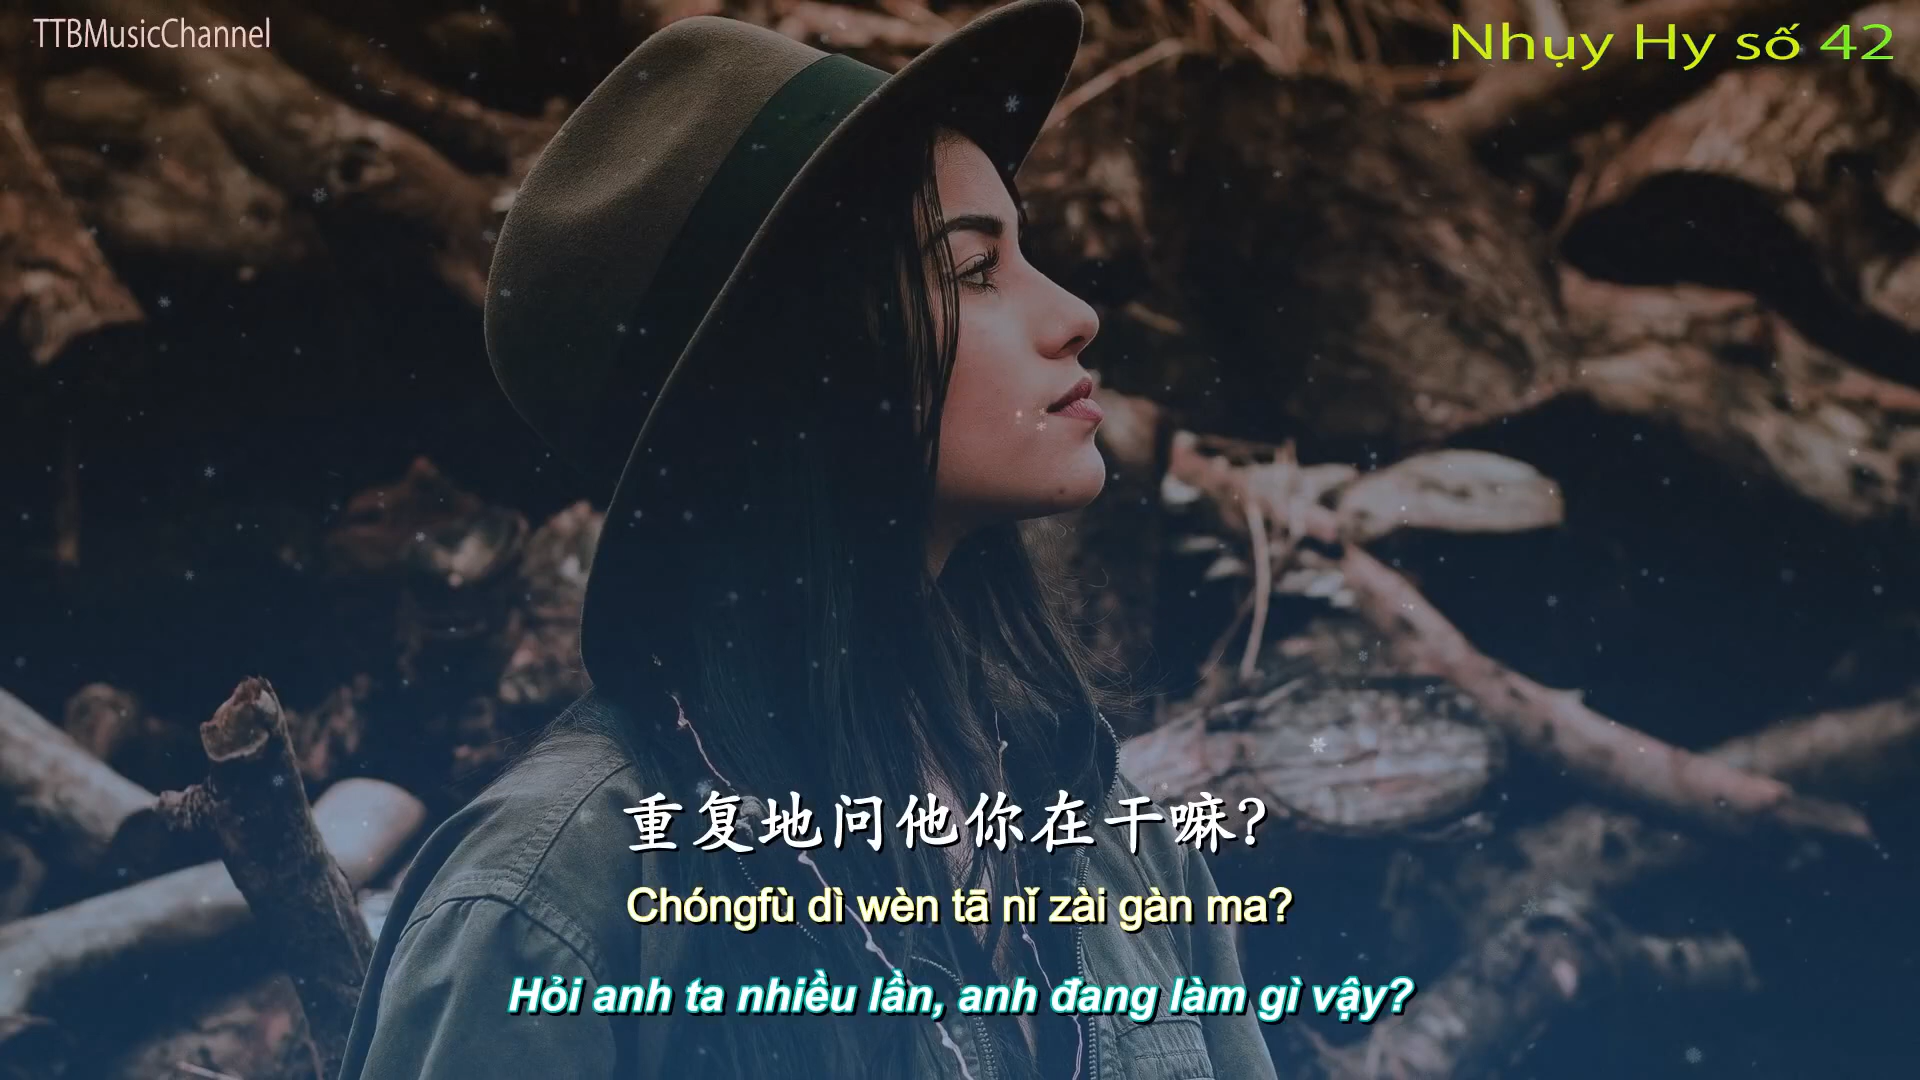 TTBMusicChannel
Nhụy Hy số 42
重复地问他你在干嘛?
Chóngfù dì wèn tā nǐ zài gàn ma?
Hỏi anh ta nhiều lần, anh đang làm gì vậy?